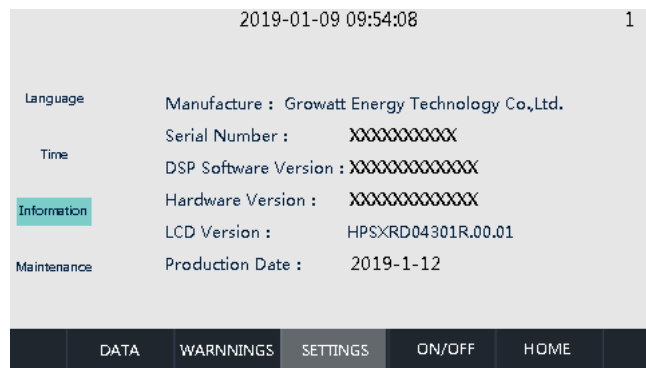 2019-01-09 09:54:08 1
Language
Manufacture : Growatt Energy Technology Co.,Ltd.
Serial Number : XXXXXXXXXX
Time
DSP Software Version : XXXXXXXXXXXX
Hardware Version : XXXXXXXXXXXX
Information
LCD Version : HPSXRD04301R.00.01
Maintenance
Production Date : 2019-1-12
DATA WARNNINGS SETTINGS ON/OFF HOME